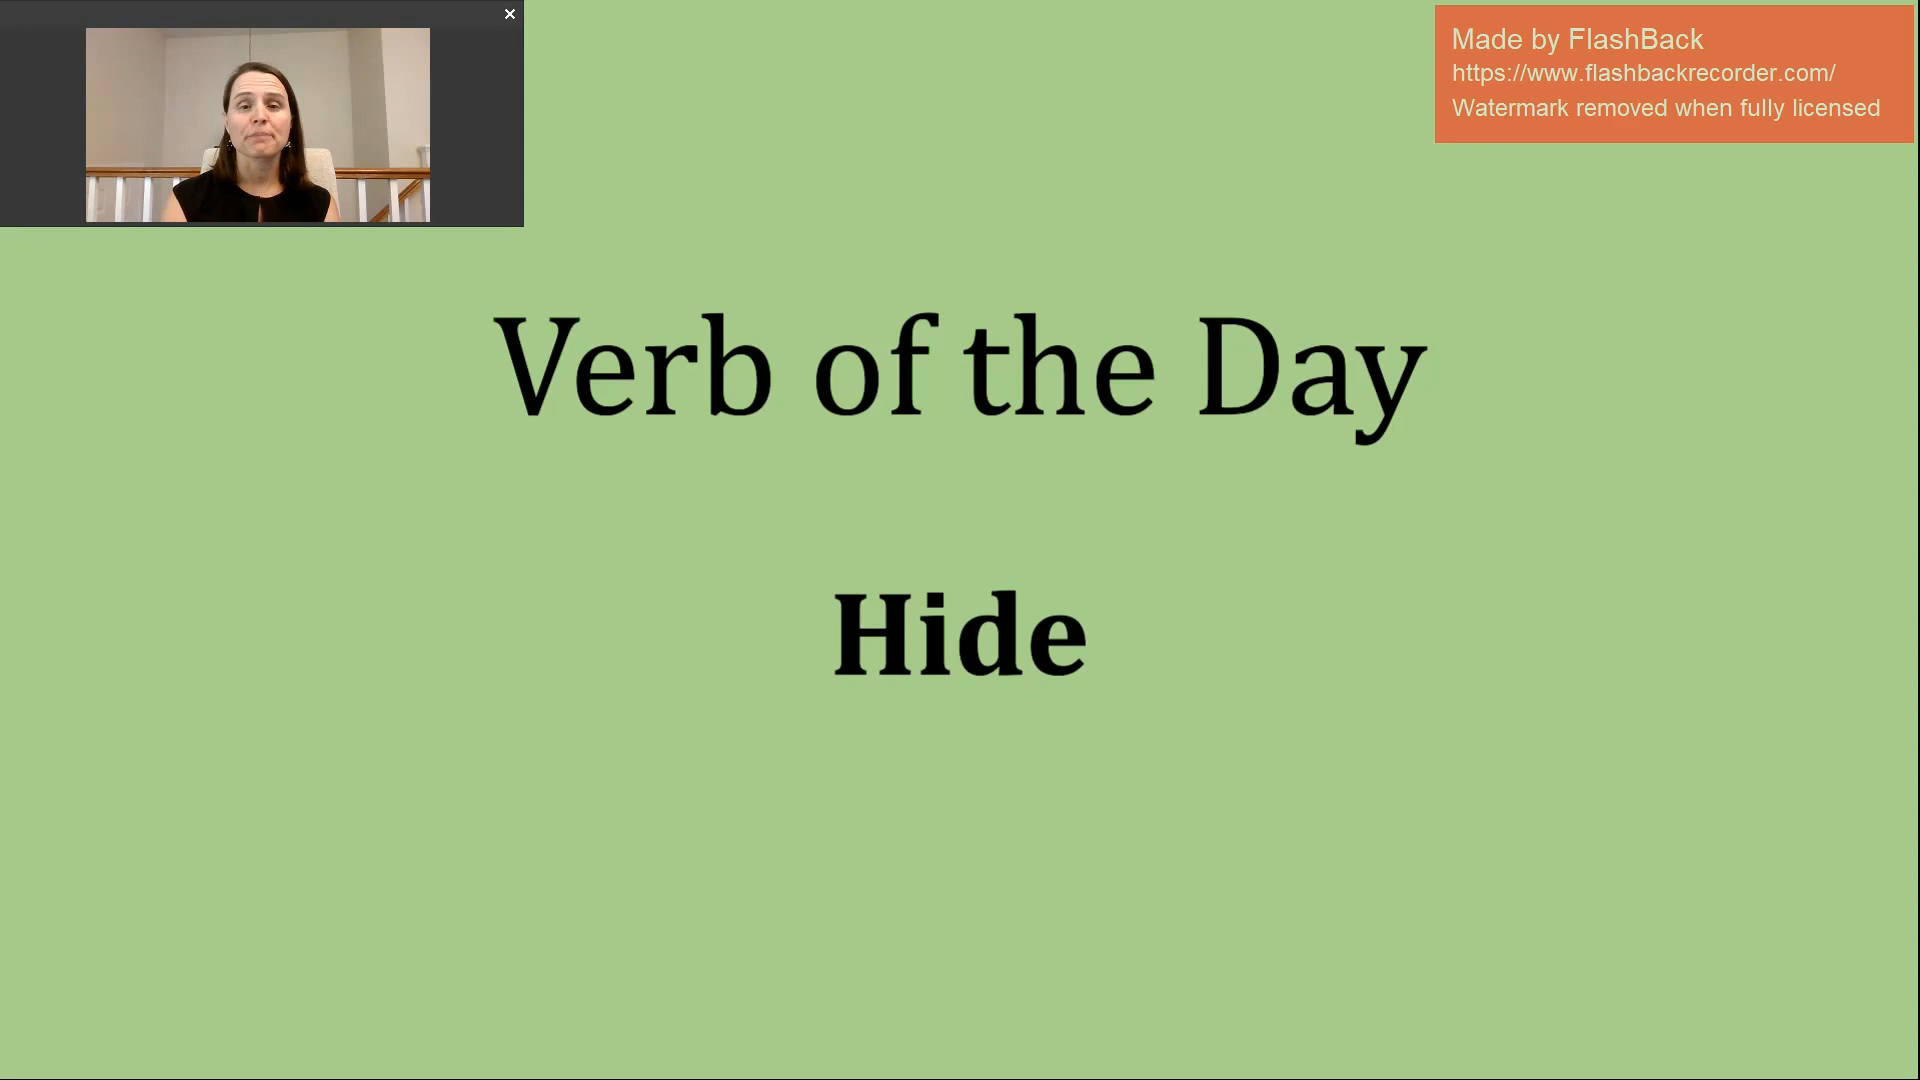 Made by FlashBack
https://www.flashbackrecorder.com/
Watermark removed when fully licensed
Verb of the Day
Hide